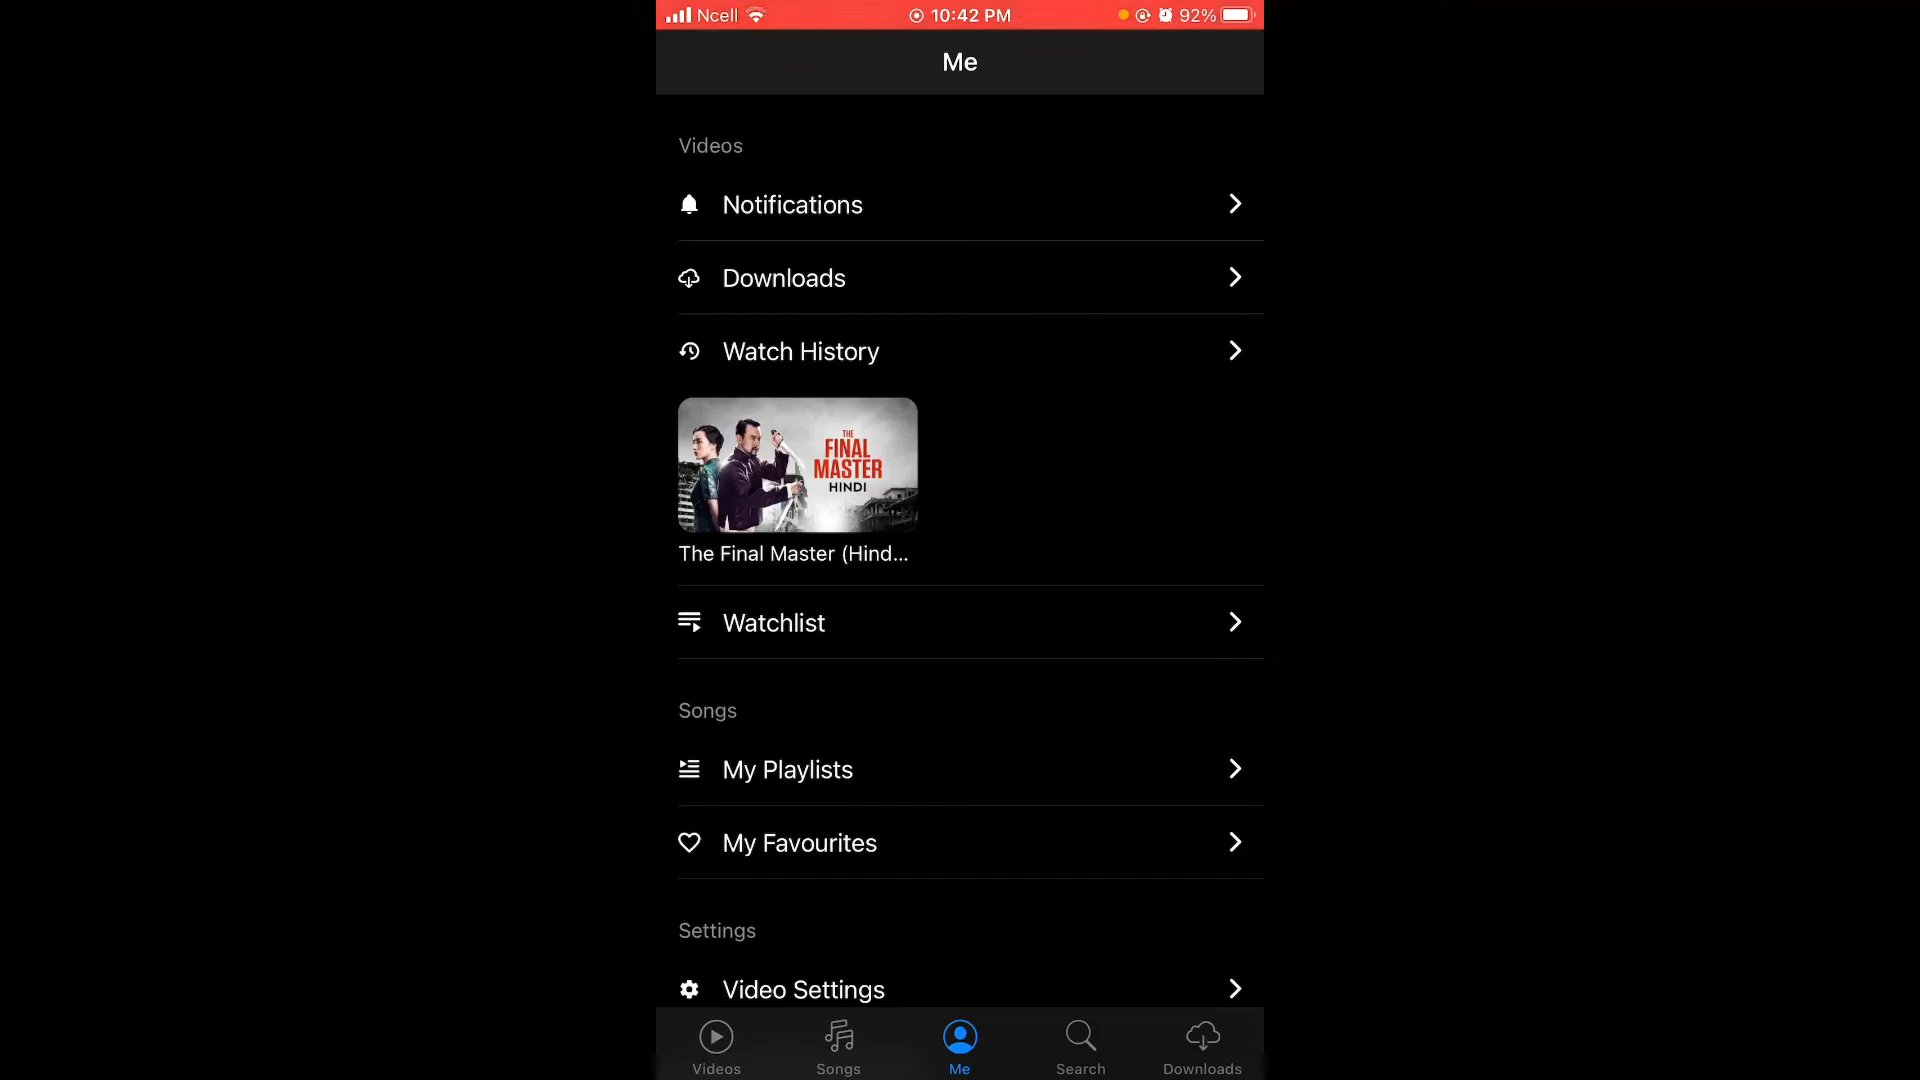 Ncell 10:42 PM 92%
Me
Videos
Notifications
Downloads
Watch History
THE
FINAL
MASTER
HINDI
The Final Master (Hind...
Watchlist
Songs
My Playlists
My Favourites
Settings
Video Settings
Videos Songs Me Search Downloads